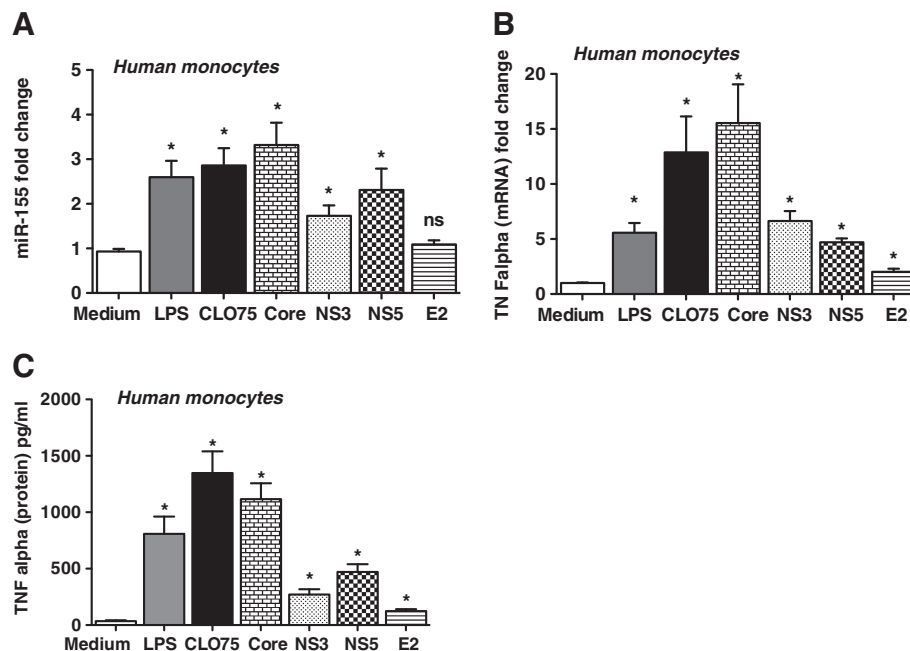 A
Human monocytes
miR-155 fold change
5
4
3
2
1
0
* * * * * ns
Medium LPS CLO75 Core NS3 NS5 E2
B
Human monocytes
TN Falpha (mRNA) fold change
20
15
10
5
0
* * * * * *
Medium LPS CLO75 Core NS3 NS5 E2
C
Human monocytes
TNF alpha (protein) pg/ml
2000
1500
1000
500
0
* * * * * *
Medium LPS CLO75 Core NS3 NS5 E2